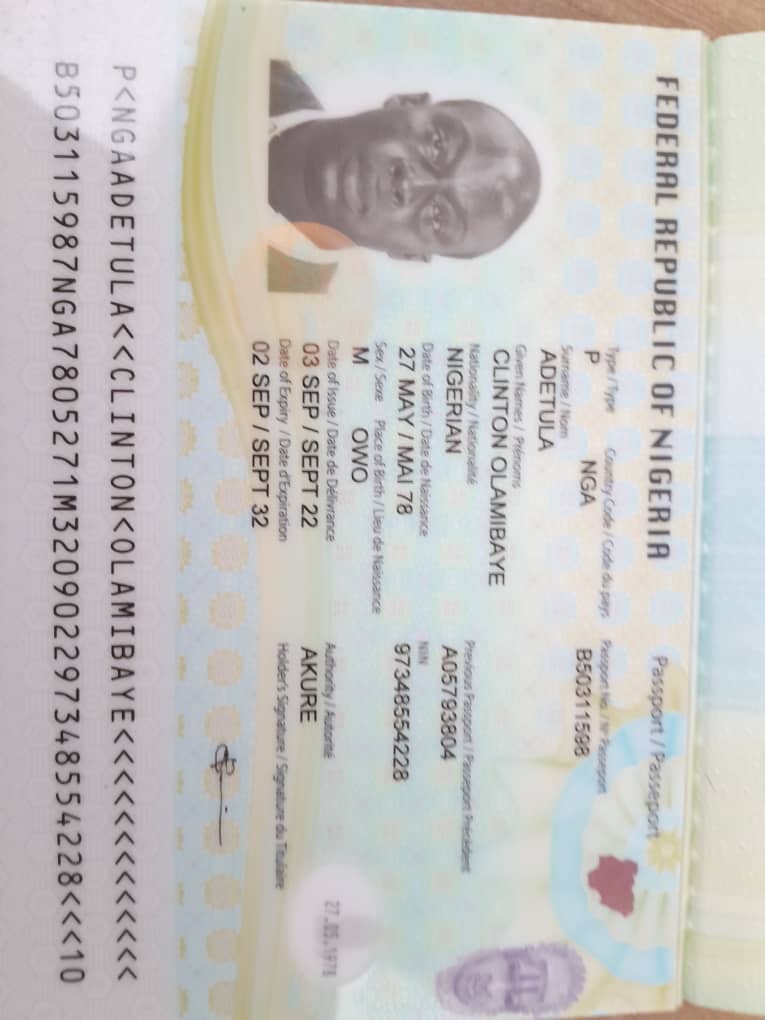 FEDERAL REPUBLIC OF NIGERIA
Passport / Passeport
Type / Type Country Code / Code du pays Passport No. / N° Passeport
P NGA B50311598
Surname / Nom
ADETULA
Given Names / Prénoms
CLINTON OLAMIBAYE
Nationality / Nationalité Previous Passport / Passeport Précédent
NIGERIAN A05793804
Date of Birth / Date de Naissance NIN
27 MAY / MAI 78 97348554228
Sex / Sexe Place of Birth / Lieu de Naissance
M OWO
Date of Issue / Date de Délivrance Authority / Autorité
03 SEP / SEPT 22 AKURE
27.05.1978
Date of Expiry / Date d'Expiration Holder's Signature / Signature du Titulaire
02 SEP / SEPT 32
P<NGAADETULA<<CLINTON<OLAMIBAYE<<<<<<<<<<<<<
B503115987NGA7805271M320902297348554228<<<10